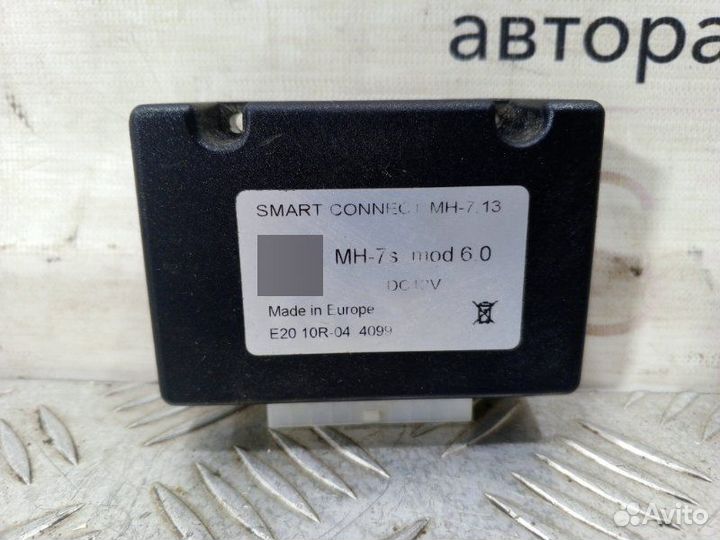 автора
SMART CONNECT MH-7.13
MH-7s mod 6.0
DC12V
Made in Europe
E20 10R-04 4099
Avito